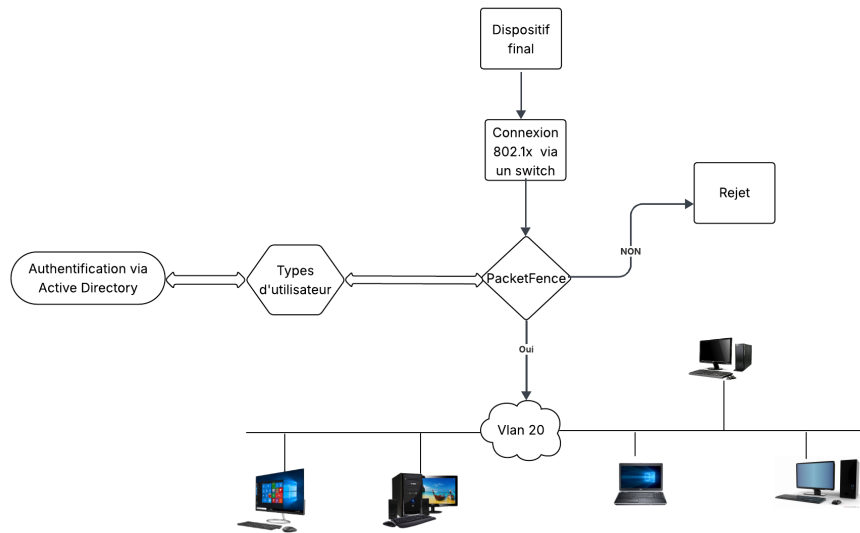 Dispositif
final
Connexion
802.1x via
un switch
Rejet
NON
Authentification via
Active Directory
Types
d'utilisateur
PacketFence
Oui
Vlan 20